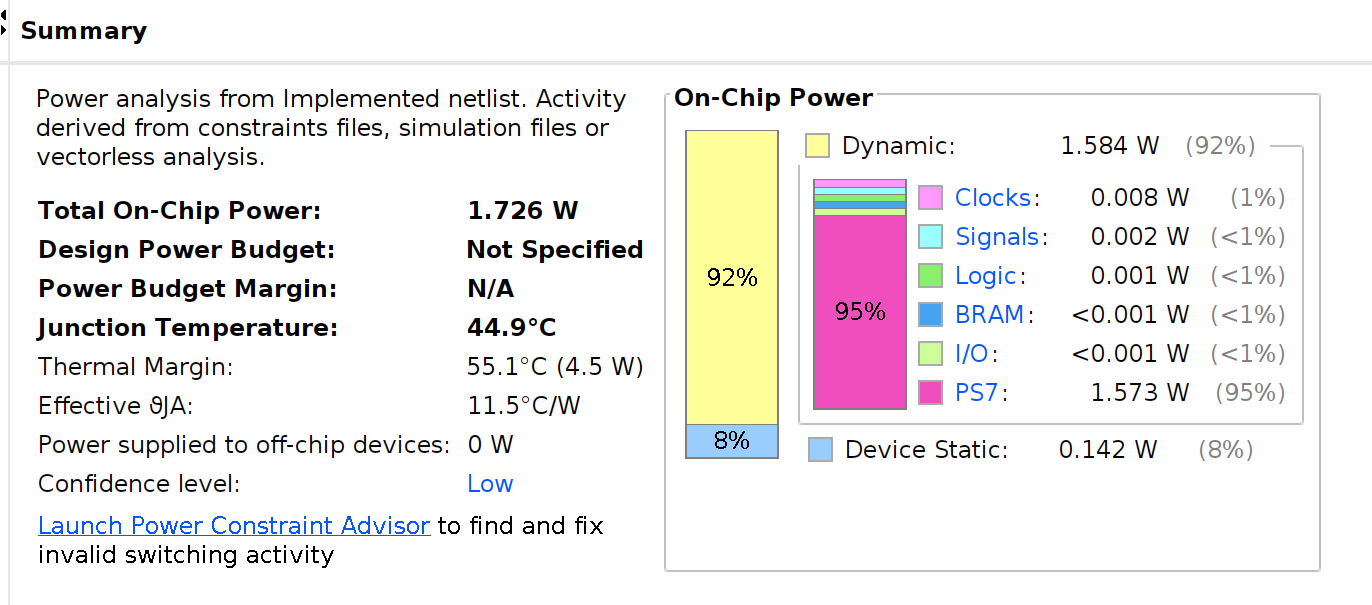 Summary
Power analysis from Implemented netlist. Activity
derived from constraints files, simulation files or
vectorless analysis.
Total On-Chip Power: 1.726 W
Design Power Budget: Not Specified
Power Budget Margin: N/A
Junction Temperature: 44.9°C
Thermal Margin: 55.1°C (4.5 W)
Effective ϑJA: 11.5°C/W
Power supplied to off-chip devices: 0 W
Confidence level: Low
Launch Power Constraint Advisor to find and fix
invalid switching activity
On-Chip Power
92%
8%
Dynamic: 1.584 W (92%)
95%
Clocks: 0.008 W (1%)
Signals: 0.002 W (<1%)
Logic: 0.001 W (<1%)
BRAM: <0.001 W (<1%)
I/O: <0.001 W (<1%)
PS7: 1.573 W (95%)
Device Static: 0.142 W (8%)